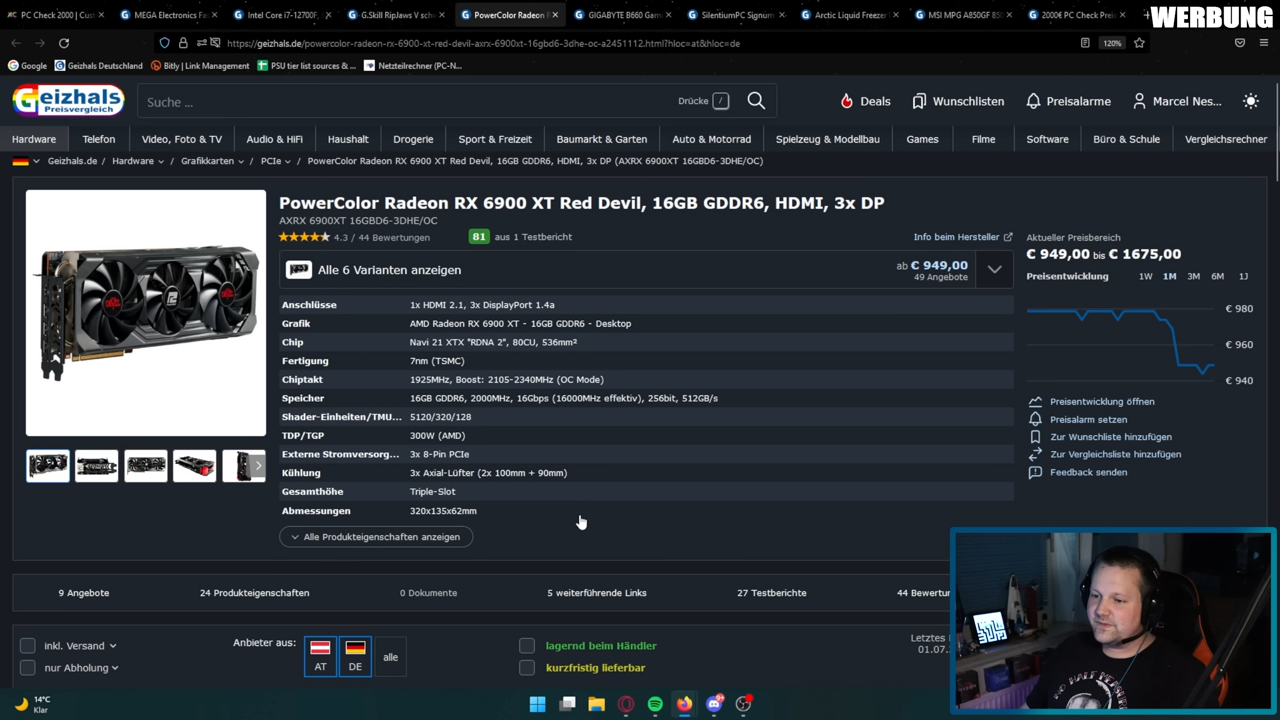 PC Check 2000 | Cust
MEGA Electronics Fa
Intel Core i7-12700F,
G.Skill RipJaws V sch
PowerColor Radeon R
GIGABYTE B660 Gam
SilentiumPC Signum
Arctic Liquid Freezer
MSI MPG A850GF 85
2000€ PC Check Prei
WERBUNG
https://geizhals.de/powercolor-radeon-rx-6900-xt-red-devil-axrx-6900xt-16gbd6-3dhe-oc-a2451112.html?hloc=at&hloc=de
120%
Google
Geizhals Deutschland
Bitly | Link Management
PSU tier list sources & ...
Netzteilrechner (PC-N...
Geizhals
Preisvergleich
Suche ...
Drücke /
Deals
Wunschlisten
Preisalarme
Marcel Nes...
Hardware
Telefon
Video, Foto & TV
Audio & HiFi
Haushalt
Drogerie
Sport & Freizeit
Baumarkt & Garten
Auto & Motorrad
Spielzeug & Modellbau
Games
Filme
Software
Büro & Schule
Vergleichsrechner
Geizhals.de / Hardware / Grafikkarten / PCIe / PowerColor Radeon RX 6900 XT Red Devil, 16GB GDDR6, HDMI, 3x DP (AXRX 6900XT 16GBD6-3DHE/OC)
PowerColor Radeon RX 6900 XT Red Devil, 16GB GDDR6, HDMI, 3x DP
AXRX 6900XT 16GBD6-3DHE/OC
4.3 / 44 Bewertungen
81 aus 1 Testbericht
Info beim Hersteller
Alle 6 Varianten anzeigen
ab € 949,00
49 Angebote
Anschlüsse 1x HDMI 2.1, 3x DisplayPort 1.4a
Grafik AMD Radeon RX 6900 XT - 16GB GDDR6 - Desktop
Chip Navi 21 XTX "RDNA 2", 80CU, 536mm²
Fertigung 7nm (TSMC)
Chiptakt 1925MHz, Boost: 2105-2340MHz (OC Mode)
Speicher 16GB GDDR6, 2000MHz, 16Gbps (16000MHz effektiv), 256bit, 512GB/s
Shader-Einheiten/TMU... 5120/320/128
TDP/TGP 300W (AMD)
Externe Stromversorg... 3x 8-Pin PCIe
Kühlung 3x Axial-Lüfter (2x 100mm + 90mm)
Gesamthöhe Triple-Slot
Abmessungen 320x135x62mm
Alle Produkteigenschaften anzeigen
Aktueller Preisbereich
€ 949,00 bis € 1675,00
Preisentwicklung 1W 1M 3M 6M 1J
€ 980
€ 960
€ 940
Preisentwicklung öffnen
Preisalarm setzen
Zur Wunschliste hinzufügen
Zur Vergleichsliste hinzufügen
Feedback senden
9 Angebote
24 Produkteigenschaften
0 Dokumente
5 weiterführende Links
27 Testberichte
44 Bewertun
inkl. Versand
nur Abholung
Anbieter aus:
AT
DE
alle
lagernd beim Händler
kurzfristig lieferbar
Letztes
01.07.
14°C
Klar